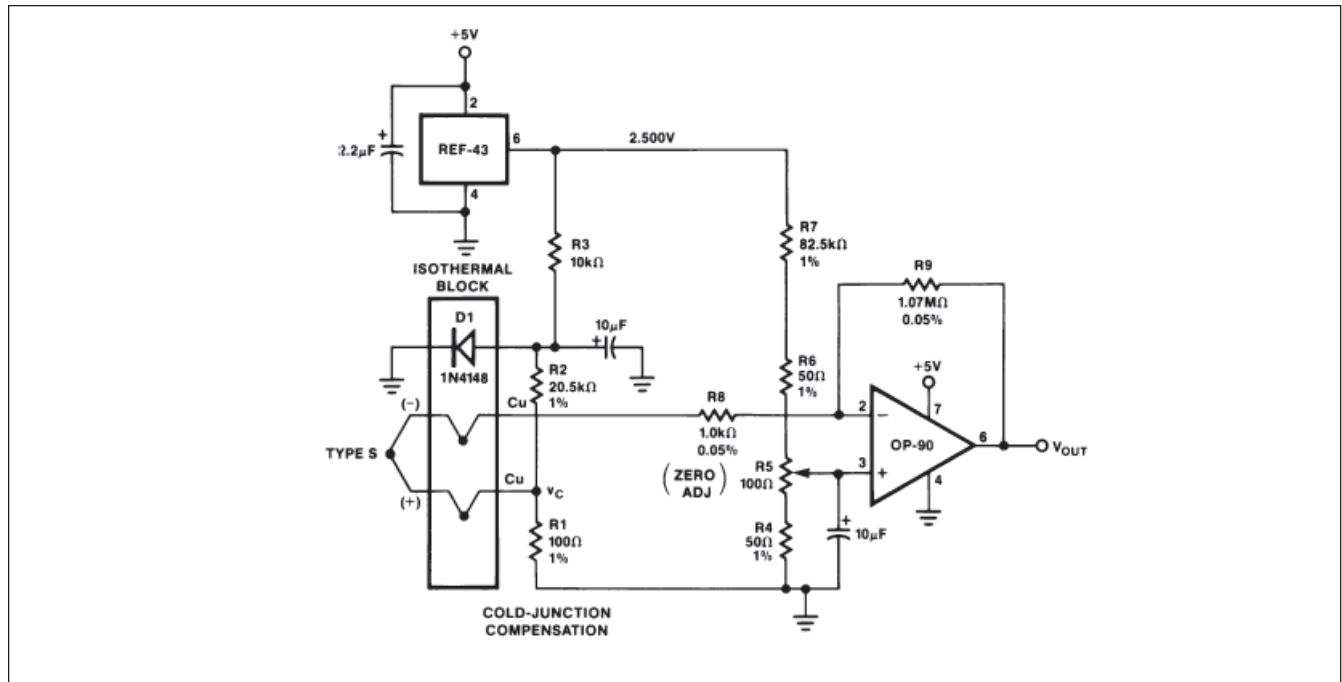 +5V
2
REF-43
6
2.500V
+
2.2μF
4
R3
10kΩ
R7
82.5kΩ
1%
ISOTHERMAL
BLOCK
R9
1.07MΩ
0.05%
D1
1N4148
10μF
+
R2
20.5kΩ
1%
R6
50Ω
1%
+5V
7
(-)
Cu
R8
1.0kΩ
0.05%
2
−
OP-90
6
VOUT
TYPE S
(+)
Cu
vC
(ZERO
ADJ)
R5
100Ω
3
+
4
R1
100Ω
1%
R4
50Ω
1%
+
10μF
COLD-JUNCTION
COMPENSATION